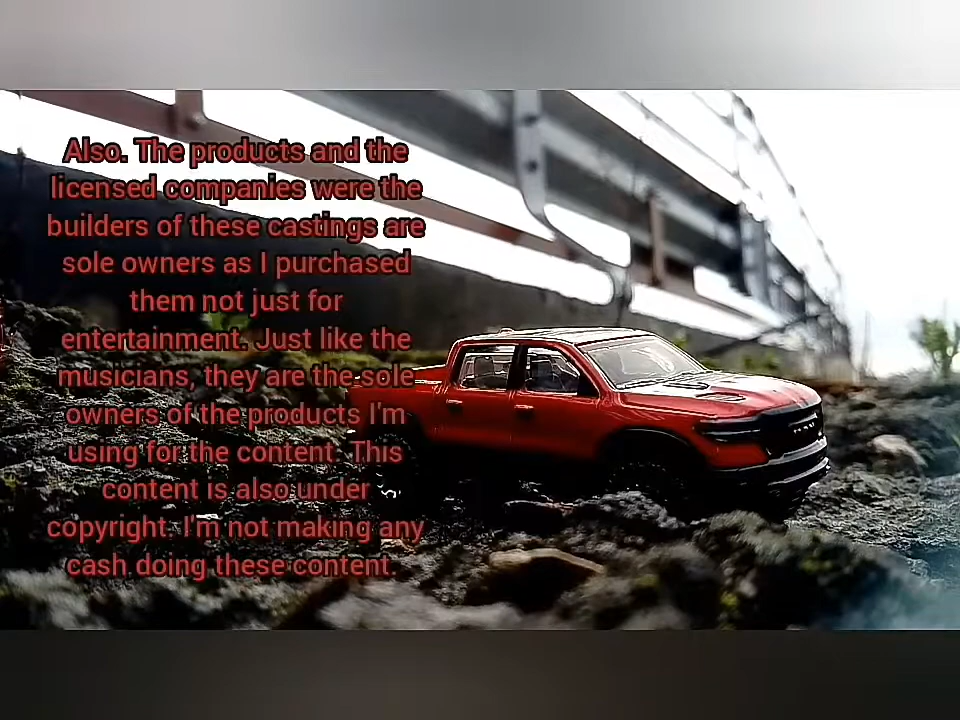 Also. The products and the
licensed companies were the
builders of these castings are
sole owners as I purchased
them not just for
entertainment. Just like the
musicians, they are the sole
owners of the products I'm
using for the content. This
content is also under
copyright. I'm not making any
cash doing these content.
RAM